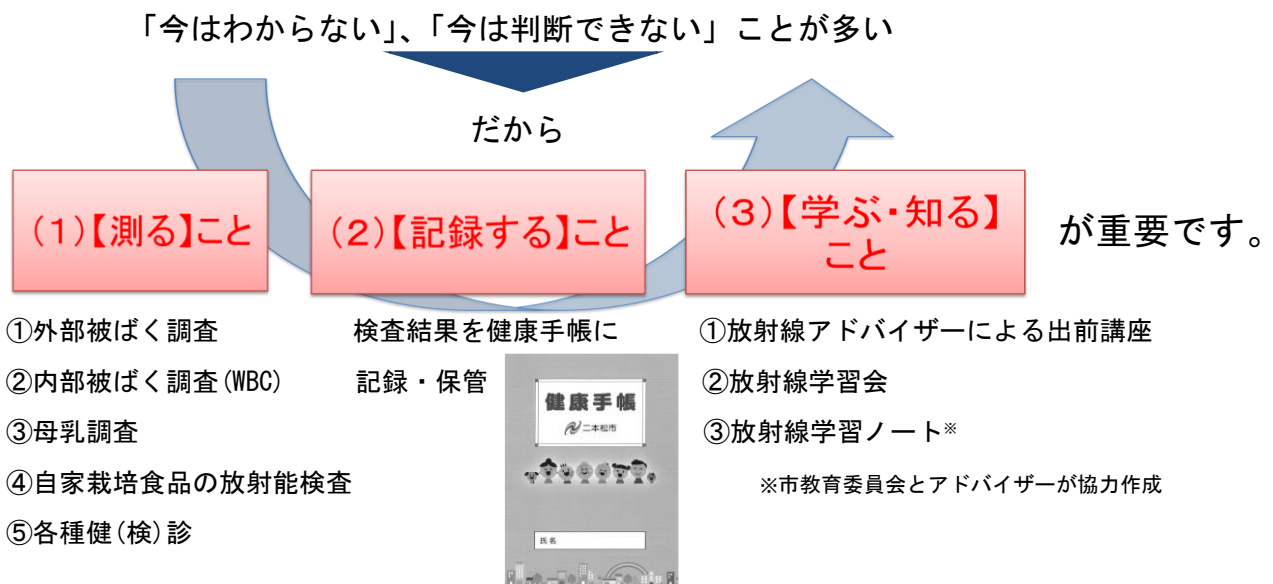 「今はわからない」、「今は判断できない」ことが多い
だから
(1)【測る】こと
(2)【記録する】こと
(3)【学ぶ・知る】
こと
が重要です。
①外部被ばく調査
②内部被ばく調査(WBC)
③母乳調査
④自家栽培食品の放射能検査
⑤各種健(検)診
検査結果を健康手帳に
記録・保管
健康手帳
二本松市
氏名
①放射線アドバイザーによる出前講座
②放射線学習会
③放射線学習ノート※
※市教育委員会とアドバイザーが協力作成